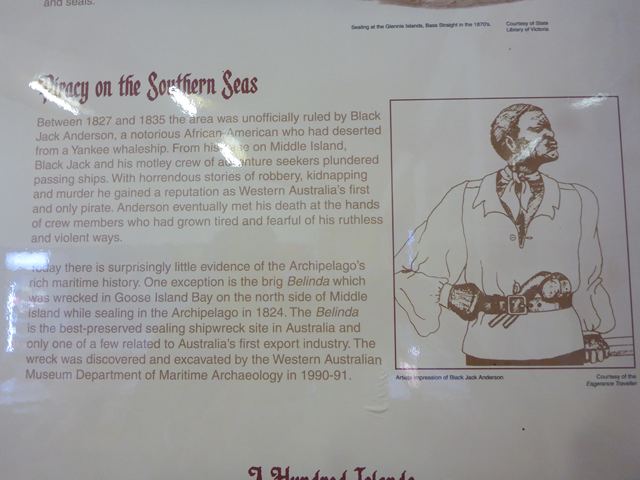 and seals.
Sealing at the Glennie Islands, Bass Straight in the 1870's. Courtesy of State
Library of Victoria
Piracy on the Southern Seas
Between 1827 and 1835 the area was unofficially ruled by Black
Jack Anderson, a notorious African-American who had deserted
from a Yankee whaleship. From his base on Middle Island,
Black Jack and his motley crew of adventure seekers plundered
passing ships. With horrendous stories of robbery, kidnapping
and murder he gained a reputation as Western Australia's first
and only pirate. Anderson eventually met his death at the hands
of crew members who had grown tired and fearful of his ruthless
and violent ways.
Today there is surprisingly little evidence of the Archipelago's
rich maritime history. One exception is the brig Belinda which
was wrecked in Goose Island Bay on the north side of Middle
island while sealing in the Archipelago in 1824. The Belinda
is the best-preserved sealing shipwreck site in Australia and
only one of a few related to Australia's first export industry. The
wreck was discovered and excavated by the Western Australian
Museum Department of Maritime Archaeology in 1990-91.
Artists impression of Black Jack Anderson Courtesy of the
Esperance Traveller
A Hundred Islands